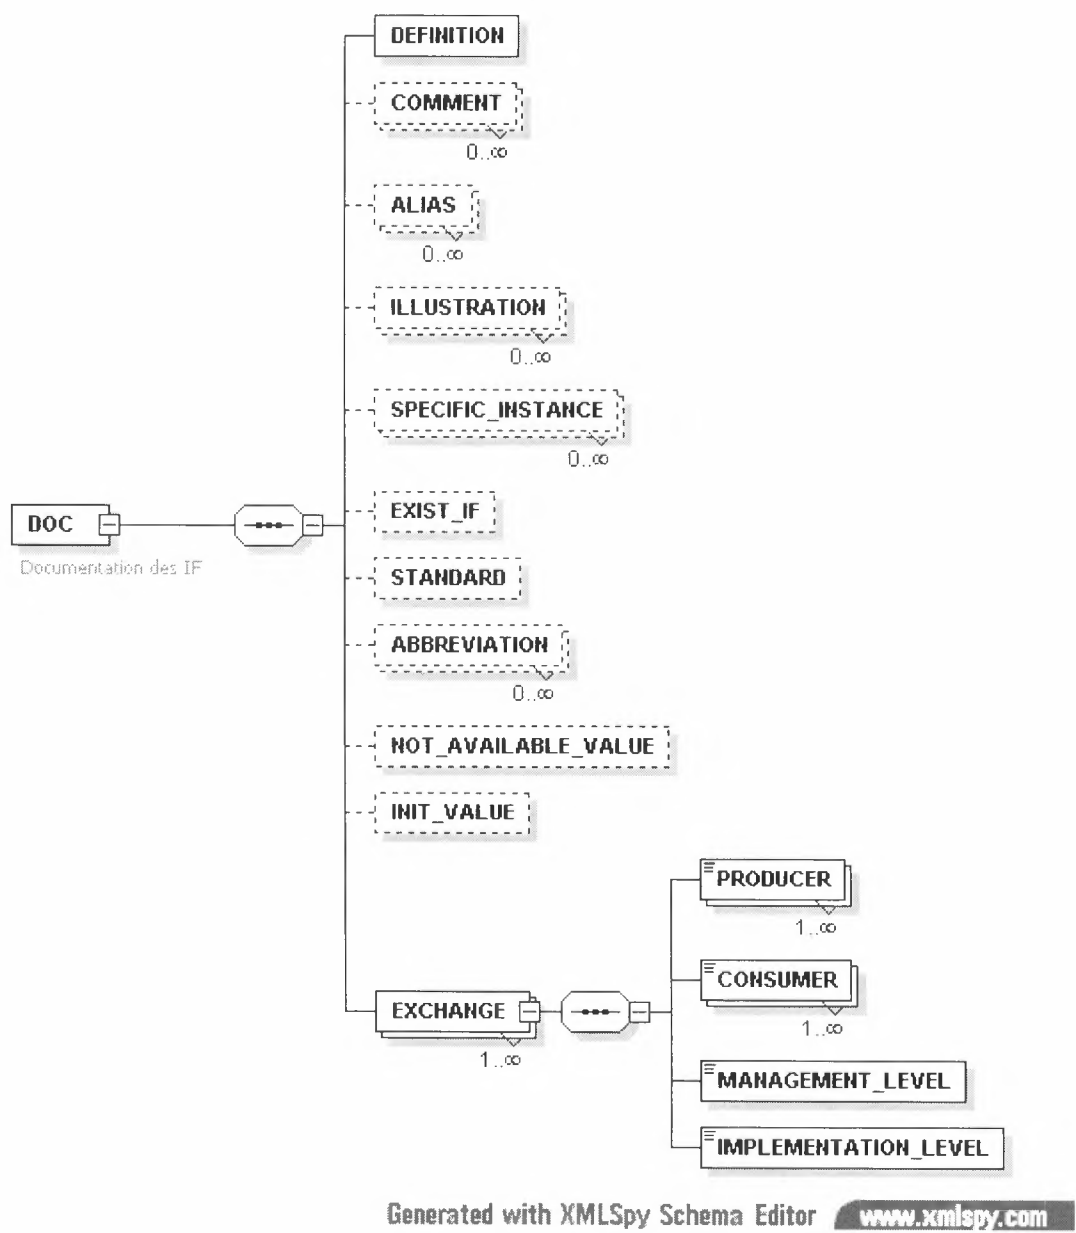 DEFINITION
COMMENT
0..∞
ALIAS
0..∞
ILLUSTRATION
0..∞
SPECIFIC_INSTANCE
0..∞
DOC
Documentation des IF
EXIST_IF
STANDARD
ABBREVIATION
0..∞
NOT_AVAILABLE_VALUE
INIT_VALUE
PRODUCER
1..∞
CONSUMER
1..∞
EXCHANGE
1..∞
MANAGEMENT_LEVEL
IMPLEMENTATION_LEVEL
Generated with XMLSpy Schema Editor www.xmlspy.com